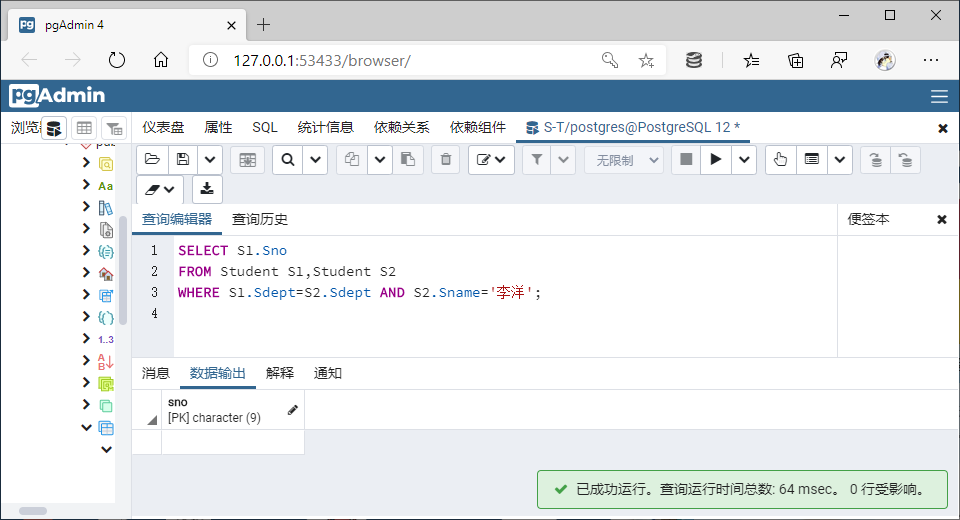 pgAdmin 4
127.0.0.1:53433/browser/
pgAdmin
浏览器 仪表盘 属性 SQL 统计信息 依赖关系 依赖组件 S-T/postgres@PostgreSQL 12 *
无限制
查询编辑器 查询历史 便签本
1 SELECT S1.Sno
2 FROM Student S1,Student S2
3 WHERE S1.Sdept=S2.Sdept AND S2.Sname='李洋';
4
Aa
1..3
消息 数据输出 解释 通知
sno
[PK] character (9)
已成功运行。查询运行时间总数: 64 msec。 0 行受影响。